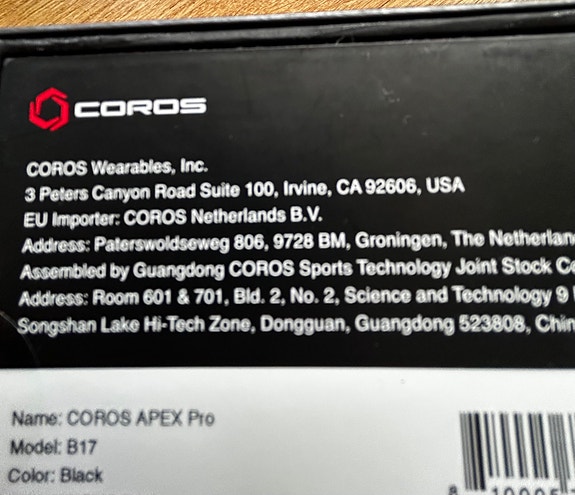 COROS
COROS Wearables, Inc.
3 Peters Canyon Road Suite 100, Irvine, CA 92606, USA
EU Importer: COROS Netherlands B.V.
Address: Paterswoldseweg 806, 9728 BM, Groningen, The
Assembled by Guangdong COROS Sports Technology Joint Stock
Address: Room 601 & 701, Bld. 2, No. 2, Science and Technology 9
Songshan Lake Hi-Tech Zone, Dongguan, Guangdong 523808,
Name: COROS APEX Pro
Model: B17
Color: Black